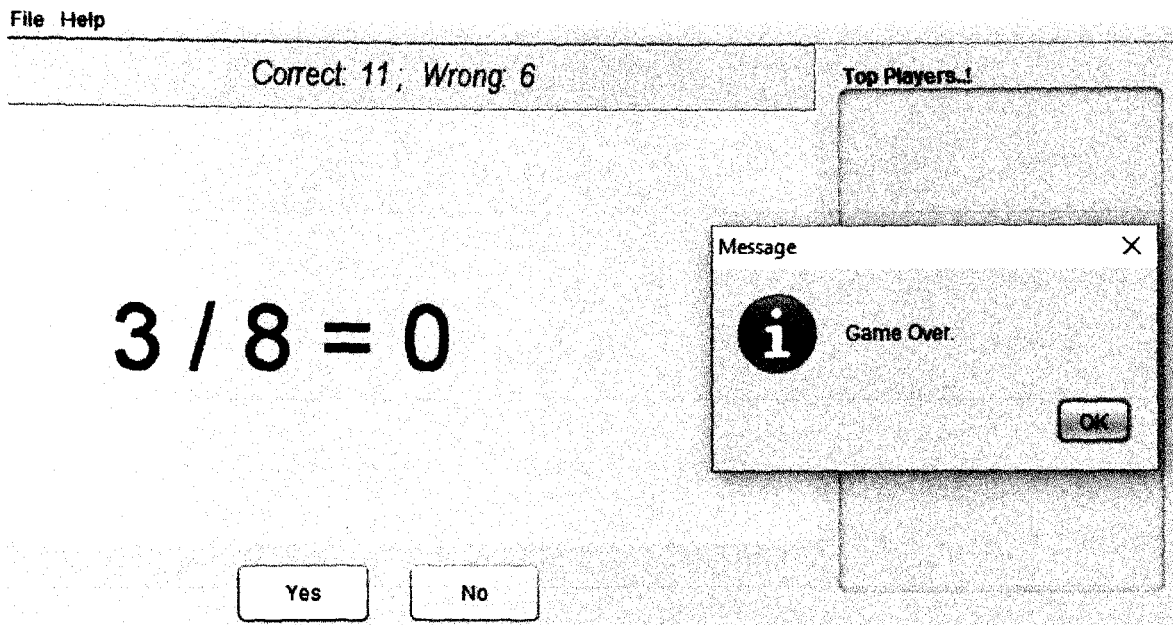 File Help
Correct: 11 ; Wrong: 6
Top Players..!
3 / 8 = 0
Message
Game Over.
OK
Yes No